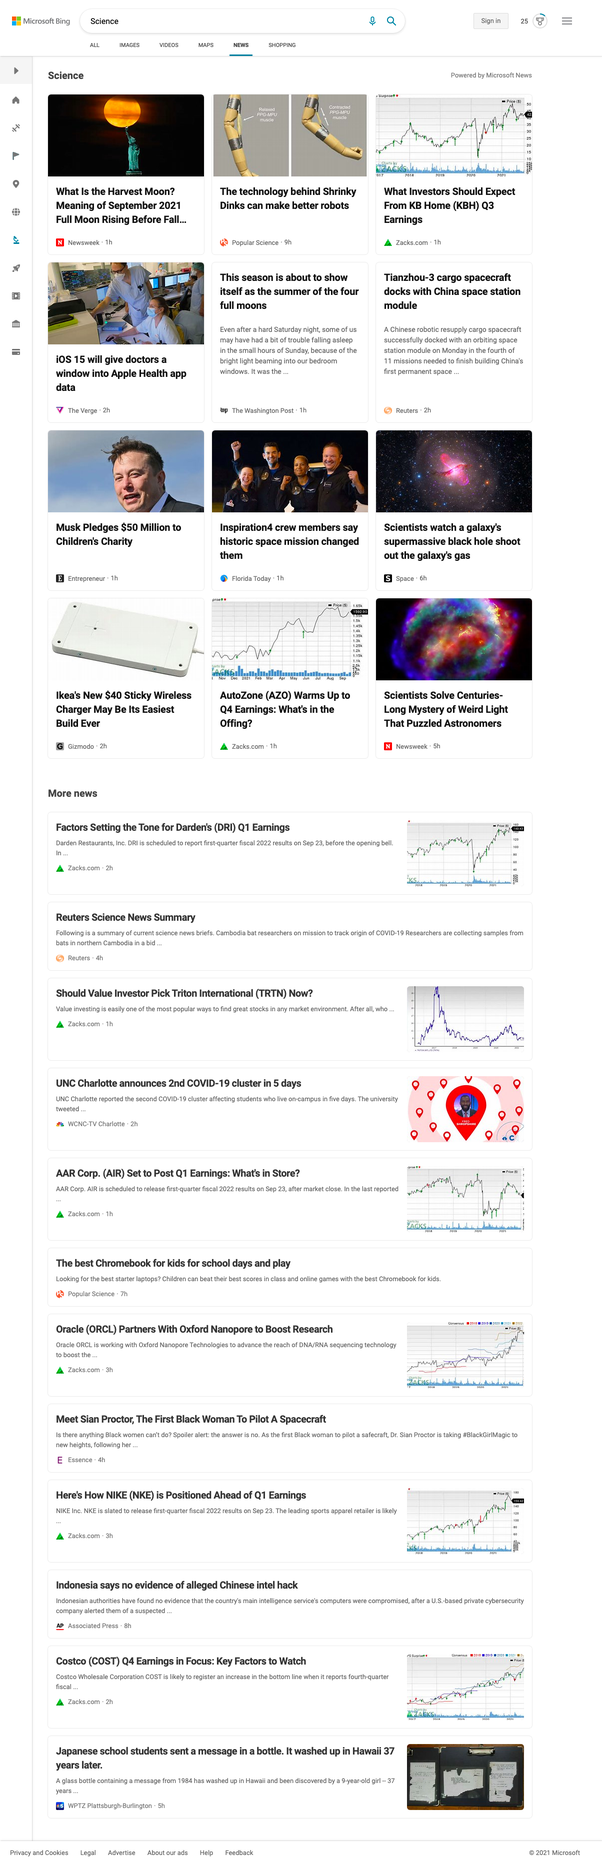 Microsoft Bing
Science
Sign in
25
ALL IMAGES VIDEOS MAPS NEWS SHOPPING
Science
Powered by Microsoft News
What Is the Harvest Moon?
Meaning of September 2021
Full Moon Rising Before Fall...
Newsweek · 1h
The technology behind Shrinky
Dinks can make better robots
Popular Science · 9h
What Investors Should Expect
From KB Home (KBH) Q3
Earnings
Zacks.com · 1h
iOS 15 will give doctors a
window into Apple Health app
data
The Verge · 2h
This season is about to show
itself as the summer of the four
full moons
Even after a hard Saturday night, some of us
may have had a bit of trouble falling asleep
in the small hours of Sunday, because of the
bright light beaming into our bedroom
windows. It was the ...
The Washington Post · 1h
Tianzhou-3 cargo spacecraft
docks with China space station
module
A Chinese robotic resupply cargo spacecraft
successfully docked with an orbiting space
station module on Monday in the fourth of
11 missions needed to finish building China's
first permanent space ...
Reuters · 2h
Musk Pledges $50 Million to
Children's Charity
Entrepreneur · 1h
Inspiration4 crew members say
historic space mission changed
them
Florida Today · 1h
Scientists watch a galaxy's
supermassive black hole shoot
out the galaxy's gas
Space · 6h
Ikea's New $40 Sticky Wireless
Charger May Be Its Easiest
Build Ever
Gizmodo · 2h
AutoZone (AZO) Warms Up to
Q4 Earnings: What's in the
Offing?
Zacks.com · 1h
Scientists Solve Centuries-
Long Mystery of Weird Light
That Puzzled Astronomers
Newsweek · 5h
More news
Factors Setting the Tone for Darden's (DRI) Q1 Earnings
Darden Restaurants, Inc. DRI is scheduled to report first-quarter fiscal 2022 results on Sep 23, before the opening bell.
In ...
Zacks.com · 2h
Reuters Science News Summary
Following is a summary of current science news briefs. Cambodia bat researchers on mission to track origin of COVID-19 Researchers are collecting samples from
bats in northern Cambodia in a bid ...
Reuters · 4h
Should Value Investor Pick Triton International (TRTN) Now?
Value investing is easily one of the most popular ways to find great stocks in any market environment. After all, who ...
Zacks.com · 1h
UNC Charlotte announces 2nd COVID-19 cluster in 5 days
UNC Charlotte reported the second COVID-19 cluster affecting students who live on-campus in five days. The university
tweeted ...
WCNC-TV Charlotte · 2h
AAR Corp. (AIR) Set to Post Q1 Earnings: What's in Store?
AAR Corp. AIR is scheduled to release first-quarter fiscal 2022 results on Sep 23, after market close. In the last reported
...
Zacks.com · 1h
The best Chromebook for kids for school days and play
Looking for the best starter laptops? Children can beat their best scores in class and online games with the best Chromebook for kids.
Popular Science · 7h
Oracle (ORCL) Partners With Oxford Nanopore to Boost Research
Oracle ORCL is working with Oxford Nanopore Technologies to advance the reach of DNA/RNA sequencing technology
to boost the ...
Zacks.com · 3h
Meet Sian Proctor, The First Black Woman To Pilot A Spacecraft
Is there anything Black women can't do? Spoiler alert: the answer is no. As the first Black woman to pilot a safecraft, Dr. Sian Proctor is taking #BlackGirlMagic to
new heights, following her ...
Essence · 4h
Here's How NIKE (NKE) is Positioned Ahead of Q1 Earnings
NIKE Inc. NKE is slated to release first-quarter fiscal 2022 results on Sep 23. The leading sports apparel retailer is likely
...
Zacks.com · 3h
Indonesia says no evidence of alleged Chinese intel hack
Indonesian authorities have found no evidence that the country's main intelligence service's computers were compromised, after a U.S.-based private cybersecurity
company alerted them of a suspected ...
Associated Press · 8h
Costco (COST) Q4 Earnings in Focus: Key Factors to Watch
Costco Wholesale Corporation COST is likely to register an increase in the bottom line when it reports fourth-quarter
fiscal ...
Zacks.com · 2h
Japanese school students sent a message in a bottle. It washed up in Hawaii 37
years later.
A glass bottle containing a message from 1984 has washed up in Hawaii and been discovered by a 9-year-old girl – 37
years ...
WPTZ Plattsburgh-Burlington · 5h
Privacy and Cookies Legal Advertise About our ads Help Feedback
© 2021 Microsoft